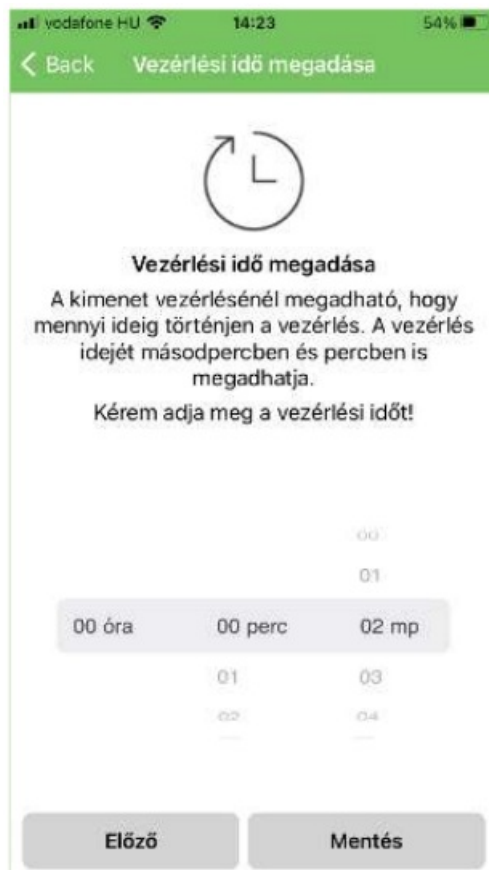 vodafone HU 14:23 54%
Back Vezérlési idő megadása
Vezérlési idő megadása
A kimenet vezérlésénél megadható, hogy
mennyi ideig történjen a vezérlés. A vezérlés
idejét másodpercben és percben is
megadhatja.
Kérem adja meg a vezérlési időt!
00
01
00 óra 00 perc 02 mp
01 03
02 04
Előző Mentés